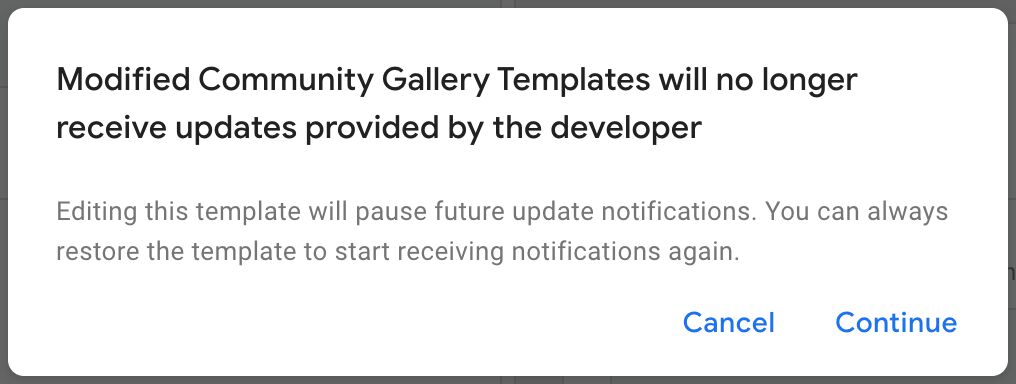 Modified Community Gallery Templates will no longer
receive updates provided by the developer
Editing this template will pause future update notifications. You can always
restore the template to start receiving notifications again.
Cancel Continue